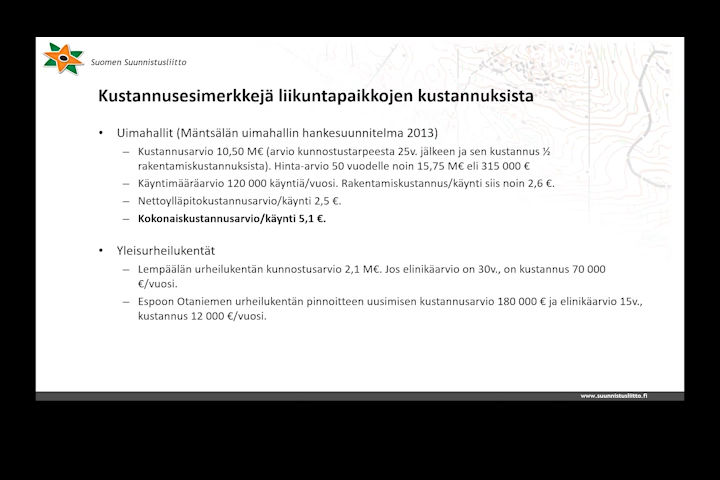 Suomen Suunnistusliitto
Kustannusesimerkkejä liikuntapaikkojen kustannuksista
• Uimahallit (Mäntsälän uimahallin hankesuunnitelma 2013)
– Kustannusarvio 10,50 M€ (arvio kunnostustarpeesta 25v. jälkeen ja sen kustannus ½
rakentamiskustannuksista). Hinta-arvio 50 vuodelle noin 15,75 M€ eli 315 000 €
– Käyntimääräarvio 120 000 käyntiä/vuosi. Rakentamiskustannus/käynti siis noin 2,6 €.
– Nettoylläpitokustannusarvio/käynti 2,5 €.
– Kokonaiskustannusarvio/käynti 5,1 €.
• Yleisurheilukentät
– Lempäälän urheilukentän kunnostusarvio 2,1 M€. Jos elinikäarvio on 30v., on kustannus 70 000
€/vuosi.
– Espoon Otaniemen urheilukentän pinnoitteen uusimisen kustannusarvio 180 000 € ja elinikäarvio 15v.,
kustannus 12 000 €/vuosi.
www.suunnistusliitto.fi